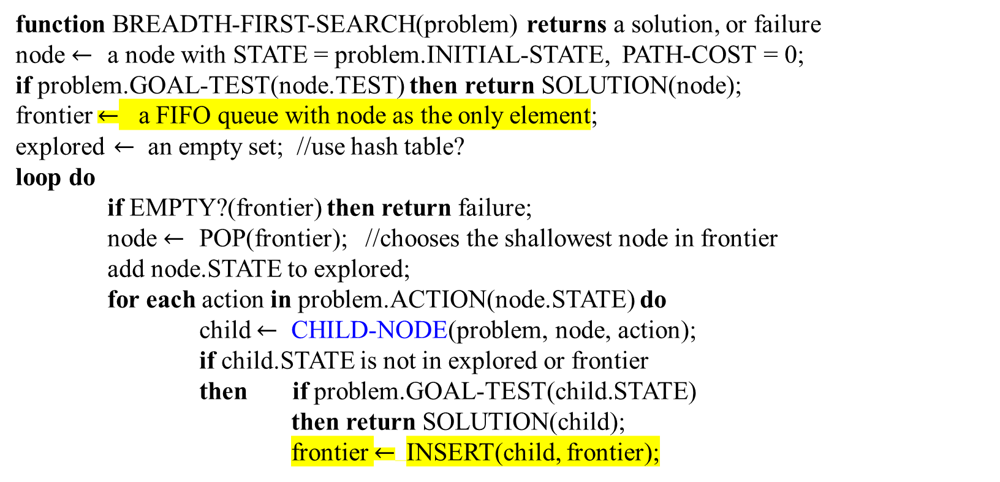 function BREADTH-FIRST-SEARCH(problem) returns a solution, or failure
node ← a node with STATE = problem.INITIAL-STATE, PATH-COST = 0;
if problem.GOAL-TEST(node.TEST) then return SOLUTION(node);
frontier ← a FIFO queue with node as the only element;
explored ← an empty set; //use hash table?
loop do
if EMPTY?(frontier) then return failure;
node ← POP(frontier); //chooses the shallowest node in frontier
add node.STATE to explored;
for each action in problem.ACTION(node.STATE) do
child ← CHILD-NODE(problem, node, action);
if child.STATE is not in explored or frontier
then if problem.GOAL-TEST(child.STATE)
then return SOLUTION(child);
frontier ← INSERT(child, frontier);